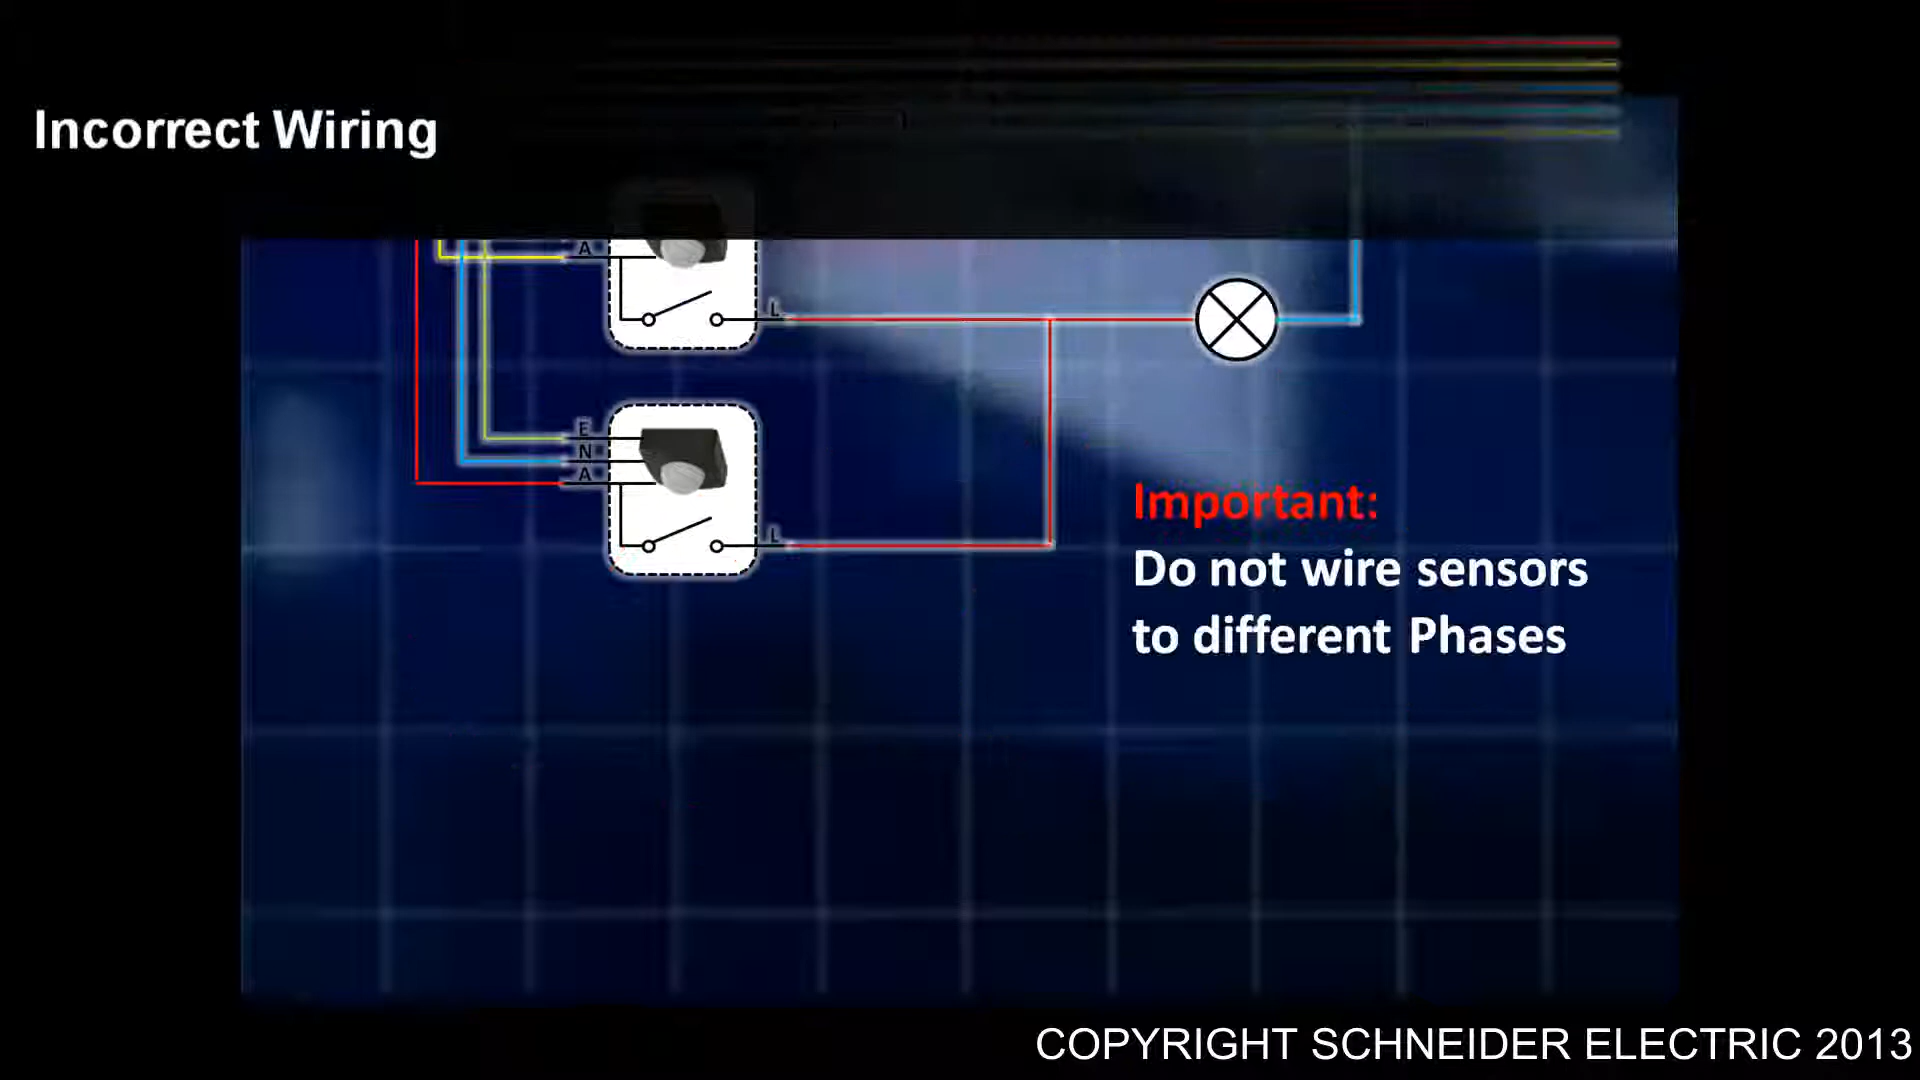 Incorrect Wiring
A
L
E
N
A
L
Important:
Do not wire sensors
to different Phases
COPYRIGHT SCHNEIDER ELECTRIC 2013